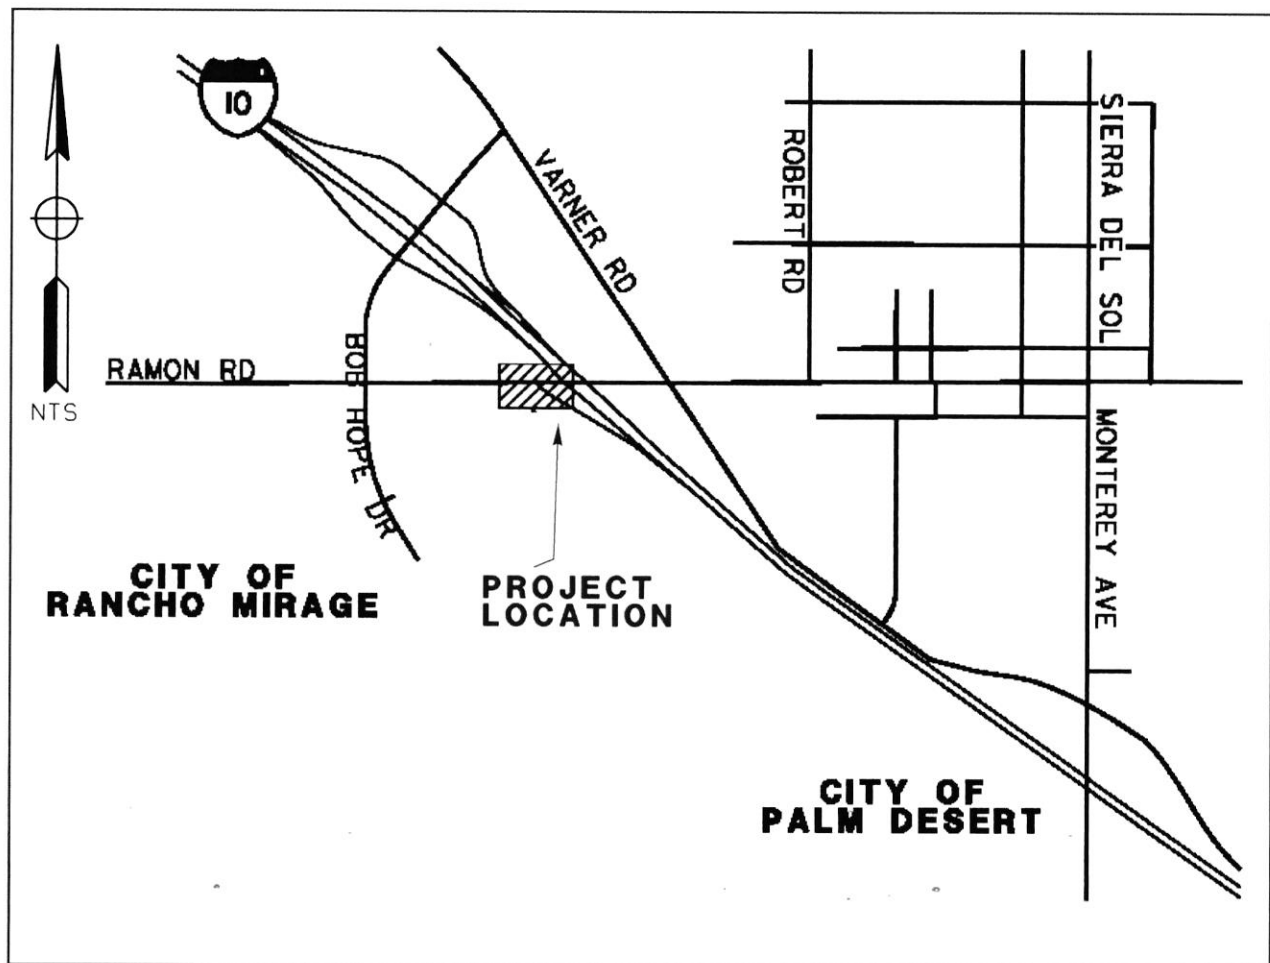 10
VARNER RD
ROBERT RD
SIERRA DEL SOL
RAMON RD
BOB HOPE DR
NTS
MONTEREY AVE
CITY OF
RANCHO MIRAGE
PROJECT
LOCATION
CITY OF
PALM DESERT